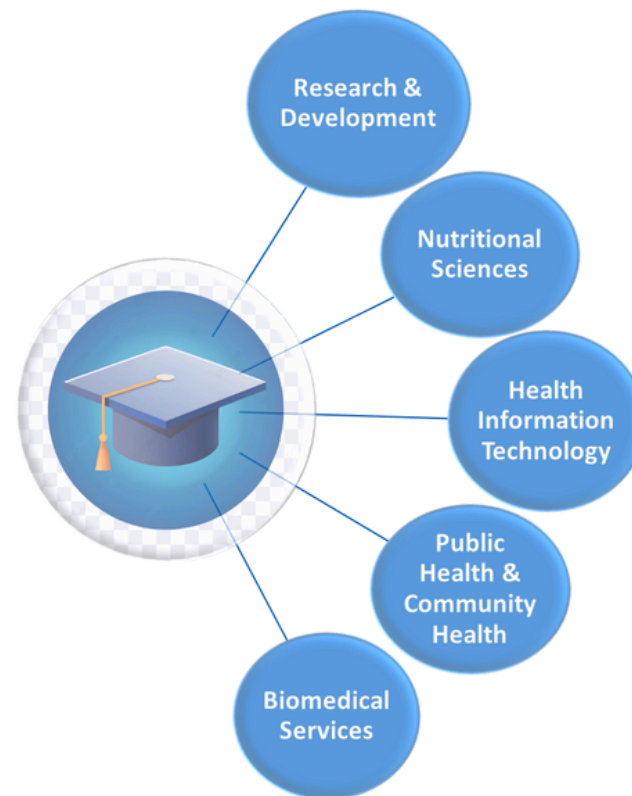 Research &
Development
Nutritional
Sciences
Health
Information
Technology
Public
Health &
Community
Health
Biomedical
Services